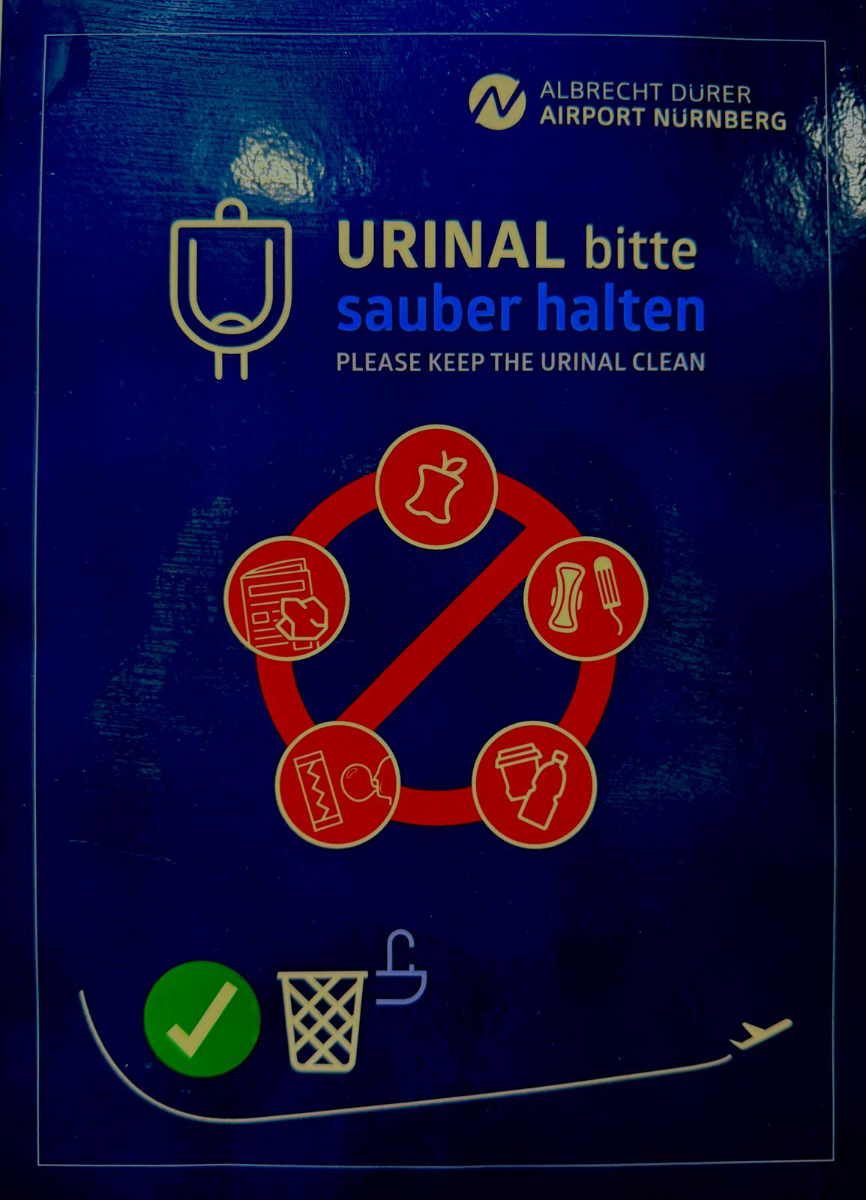 ALBRECHT DÜRER
AIRPORT NÜRNBERG
URINAL bitte
sauber halten
PLEASE KEEP THE URINAL CLEAN